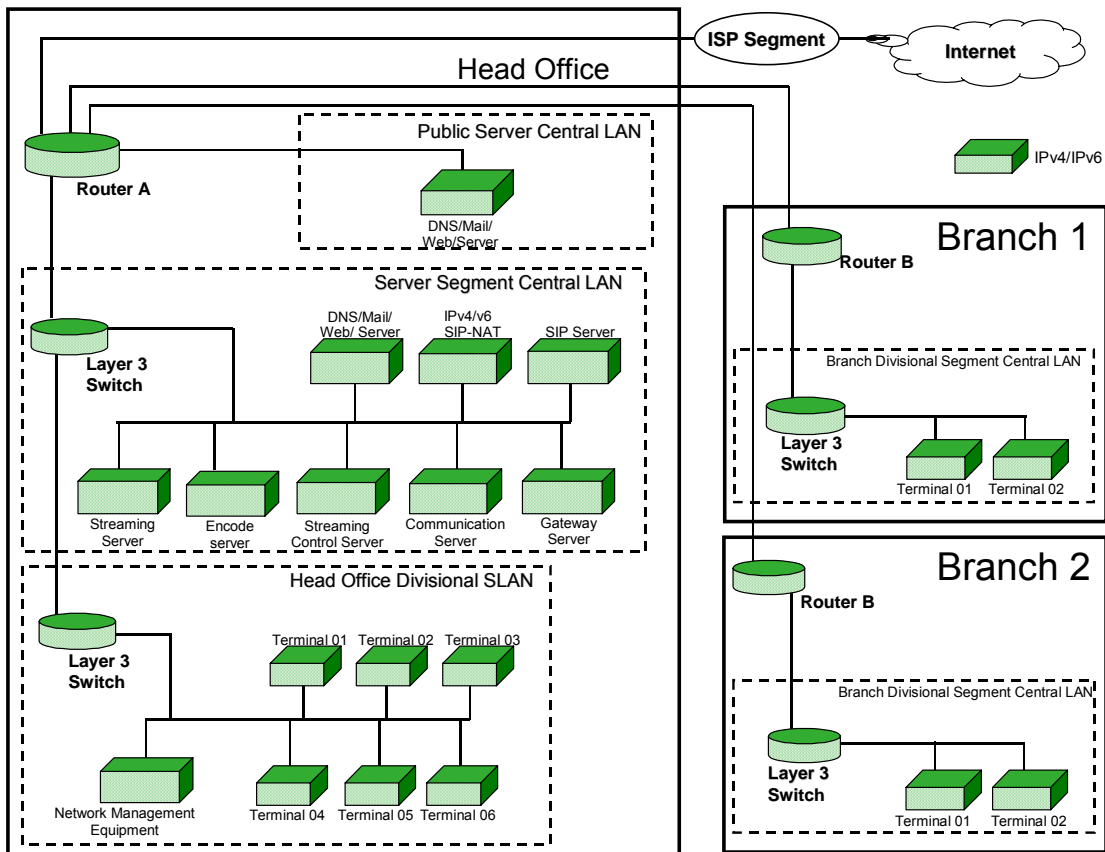 ISP Segment
Internet
Head Office
Public Server Central LAN
IPv4/IPv6
Router A
DNS/Mail/
Web/Server
Branch 1
Router B
Server Segment Central LAN
DNS/Mail/
Web/ Server
IPv4/v6
SIP-NAT
SIP Server
Layer 3
Switch
Branch Divisional Segment Central LAN
Layer 3
Switch
Terminal 01
Terminal 02
Streaming
Server
Encode
server
Streaming
Control Server
Communication
Server
Gateway
Server
Branch 2
Router B
Head Office Divisional SLAN
Layer 3
Switch
Terminal 01
Terminal 02
Terminal 03
Branch Divisional Segment Central LAN
Layer 3
Switch
Terminal 01
Terminal 02
Network Management
Equipment
Terminal 04
Terminal 05
Terminal 06